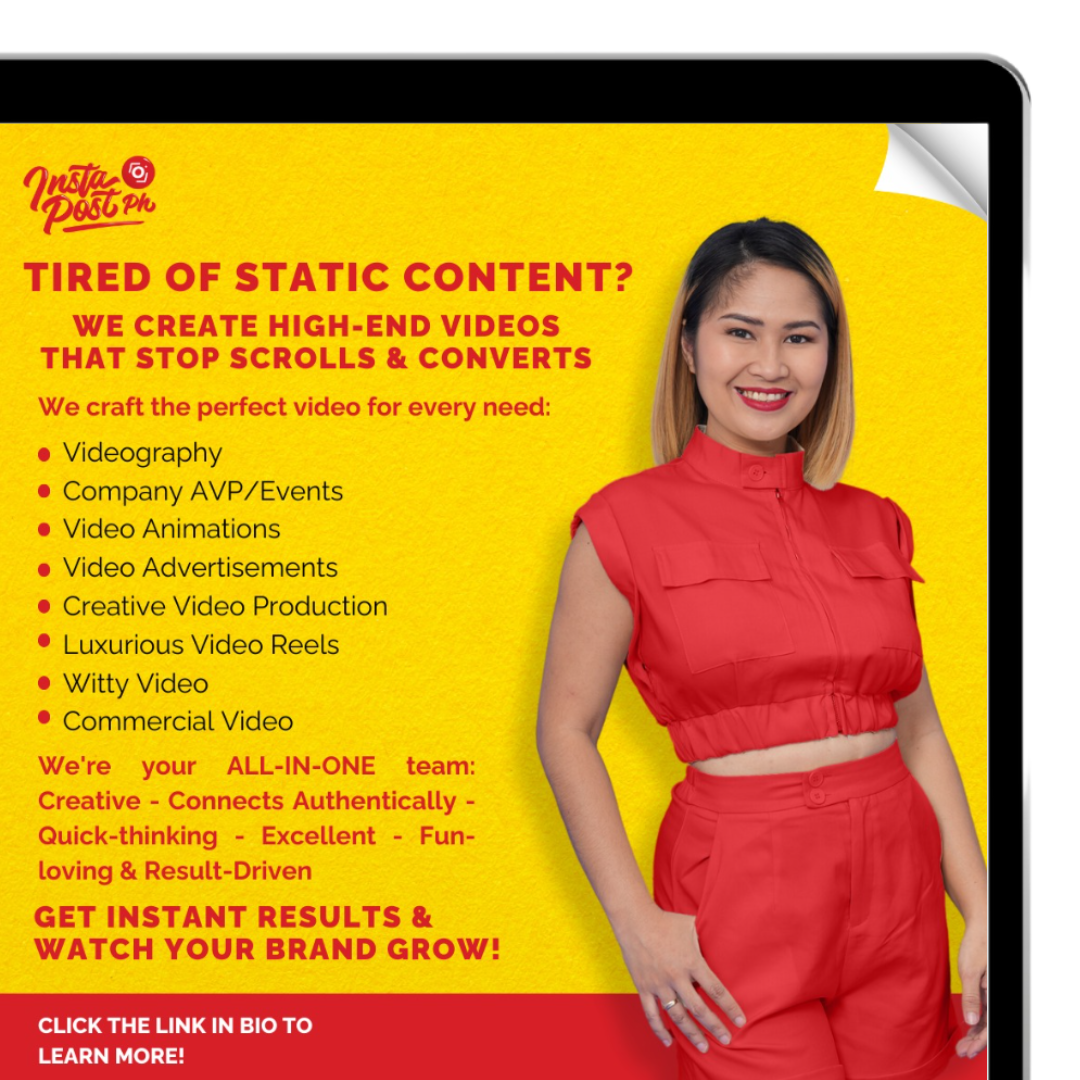 Insta
Post Ph
TIRED OF STATIC CONTENT?
WE CREATE HIGH-END VIDEOS
THAT STOP SCROLLS & CONVERTS
We craft the perfect video for every need:
Videography
Company AVP/Events
Video Animations
Video Advertisements
Creative Video Production
Luxurious Video Reels
Witty Video
Commercial Video
We're your ALL-IN-ONE team:
Creative - Connects Authentically -
Quick-thinking - Excellent - Fun-
loving & Result-Driven
GET INSTANT RESULTS &
WATCH YOUR BRAND GROW!
CLICK THE LINK IN BIO TO
LEARN MORE!